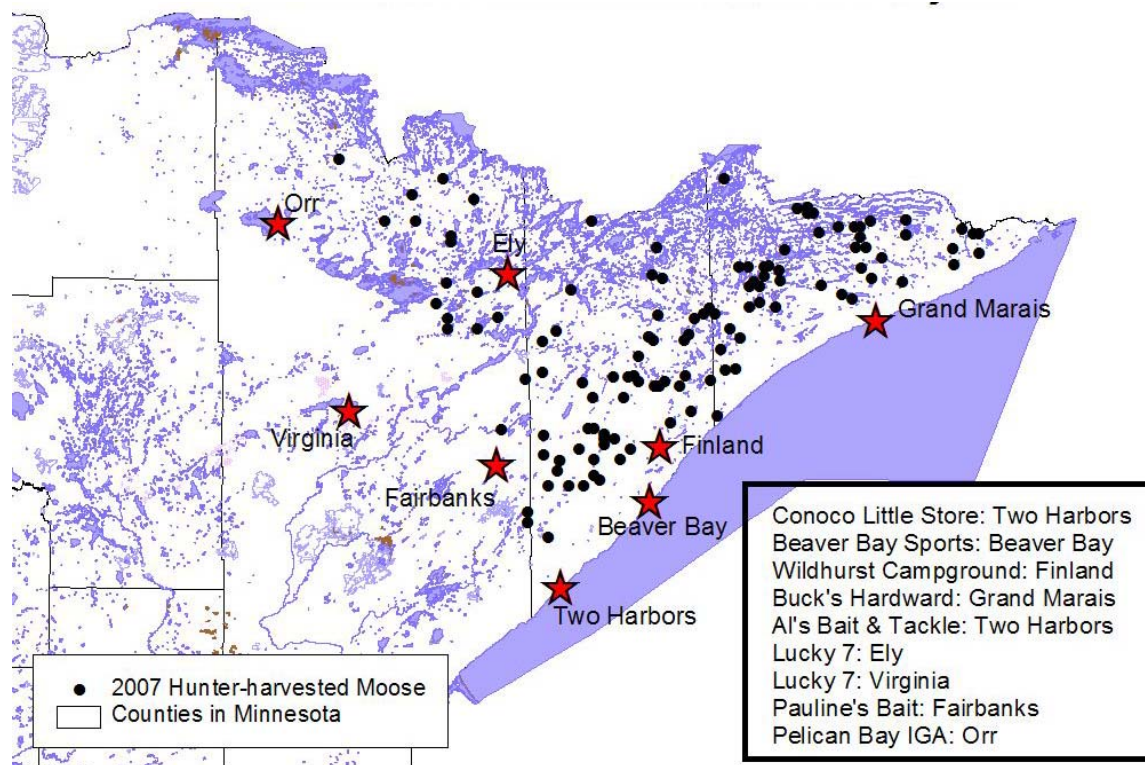 Orr
Ely
Grand Marais
Virginia
Finland
Fairbanks
Beaver Bay
Two Harbors
Conoco Little Store: Two Harbors
Beaver Bay Sports: Beaver Bay
Wildhurst Campground: Finland
Buck's Hardward: Grand Marais
Al's Bait & Tackle: Two Harbors
Lucky 7: Ely
Lucky 7: Virginia
Pauline's Bait: Fairbanks
Pelican Bay IGA: Orr
2007 Hunter-harvested Moose
Counties in Minnesota